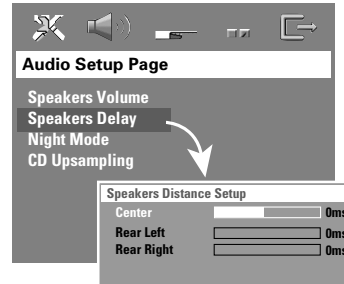 Audio Setup Page
Speakers Volume
Speakers Delay
Night Mode
CD Upsampling
Speakers Distance Setup
Center 0ms
Rear Left 0ms
Rear Right 0ms